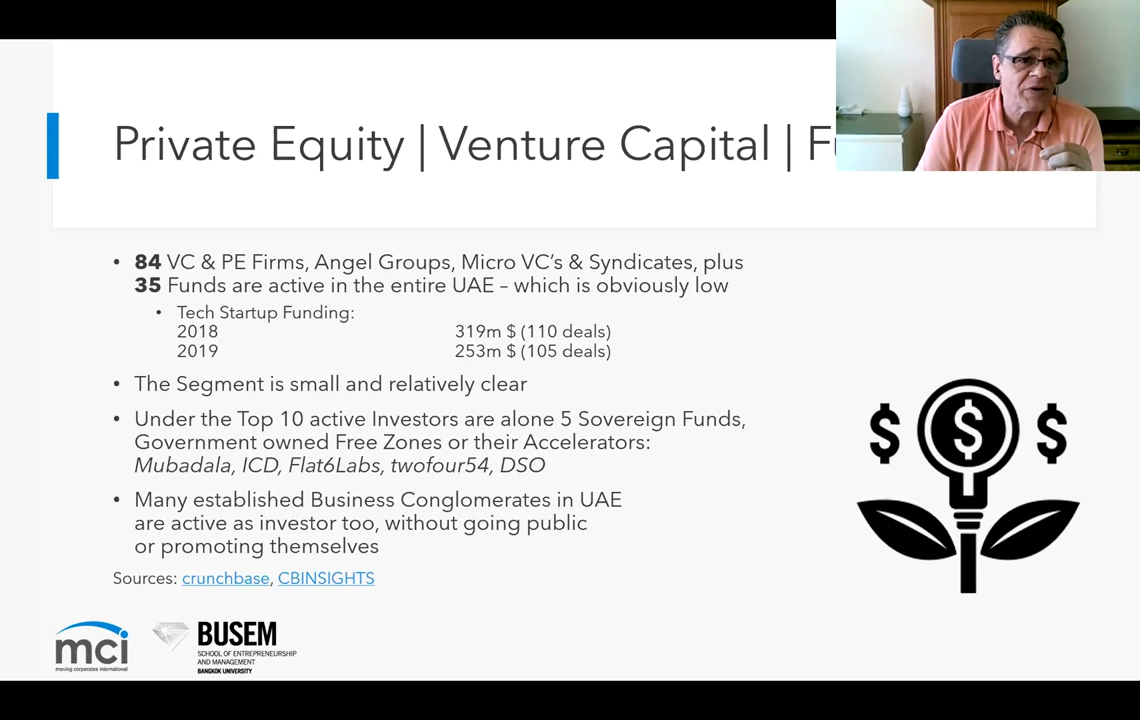 Private Equity | Venture Capital |
• 84 VC & PE Firms, Angel Groups, Micro VC's & Syndicates, plus
35 Funds are active in the entire UAE – which is obviously low
• Tech Startup Funding:
2018 319m $ (110 deals)
2019 253m $ (105 deals)
• The Segment is small and relatively clear
• Under the Top 10 active Investors are alone 5 Sovereign Funds,
Government owned Free Zones or their Accelerators:
Mubadala, ICD, Flat6Labs, twofour54, DSO
• Many established Business Conglomerates in UAE
are active as investor too, without going public
or promoting themselves
Sources: crunchbase, CBINSIGHTS
$ $ $
mci
moving corporates international
BUSEM
SCHOOL OF ENTREPRENEURSHIP
AND MANAGEMENT
BANGKOK UNIVERSITY